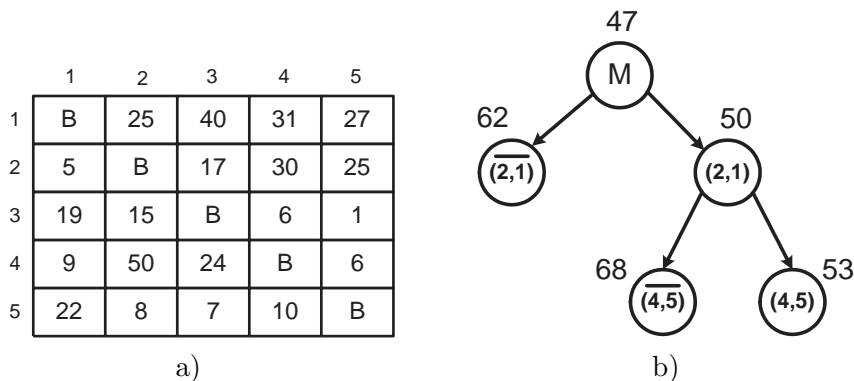 1 2 3 4 5
1 B 25 40 31 27
2 5 B 17 30 25
3 19 15 B 6 1
4 9 50 24 B 6
5 22 8 7 10 B
a)
47
M
62 50
(2,1) (2,1)
68 53
(4,5) (4,5)
b)